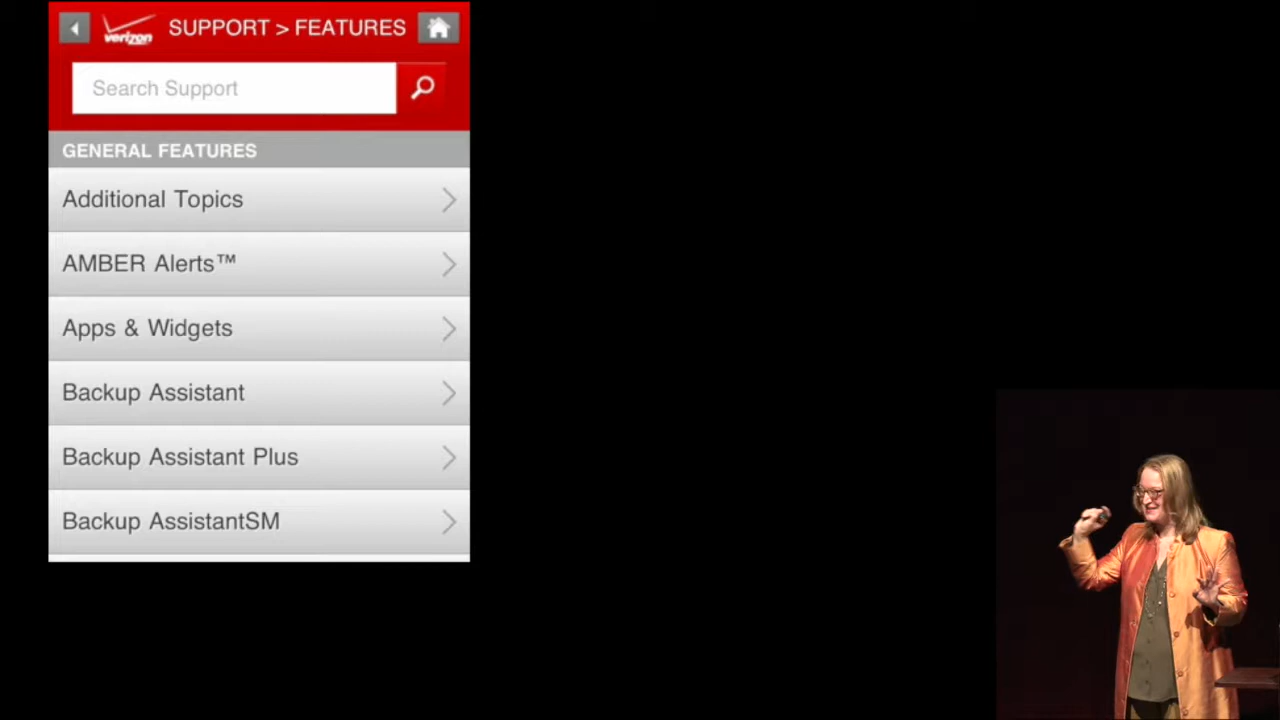 verizon SUPPORT > FEATURES
Search Support
GENERAL FEATURES
Additional Topics
AMBER Alerts™
Apps & Widgets
Backup Assistant
Backup Assistant Plus
Backup AssistantSM